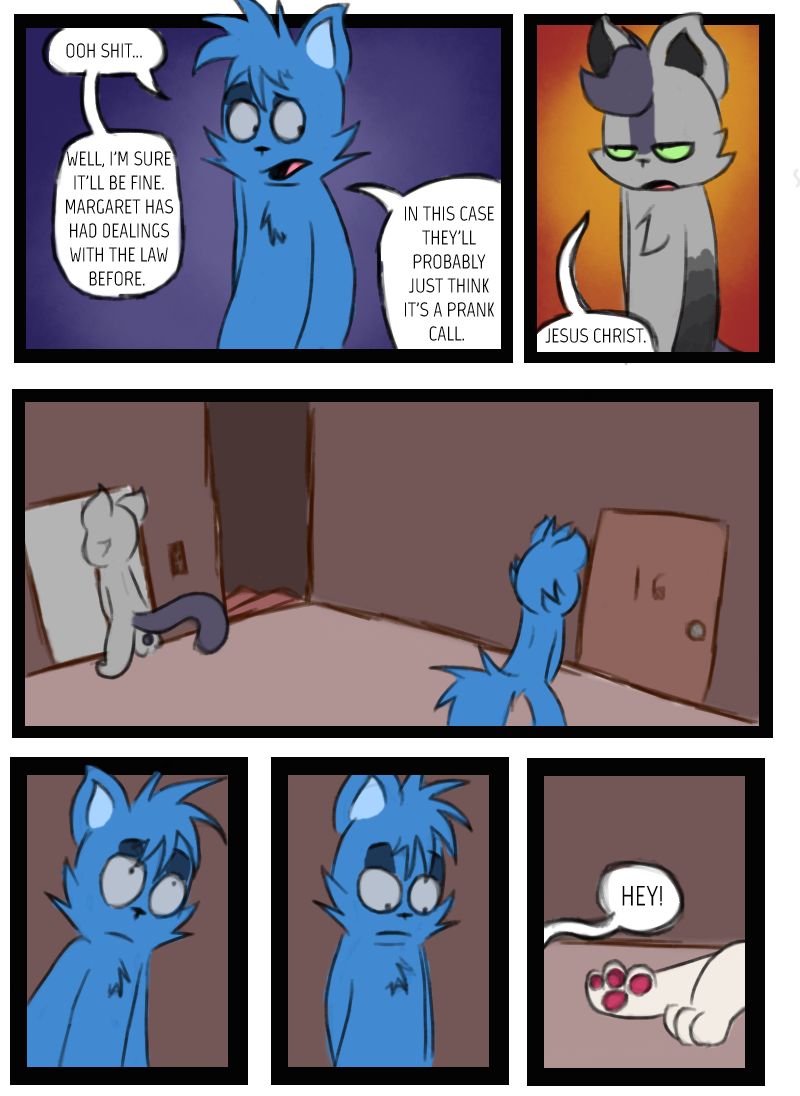 OOH SHIT...
WELL, I'M SURE
IT'LL BE FINE.
MARGARET HAS
HAD DEALINGS
WITH THE LAW
BEFORE.
IN THIS CASE
THEY'LL
PROBABLY
JUST THINK
IT'S A PRANK
CALL.
JESUS CHRIST.
16
HEY!